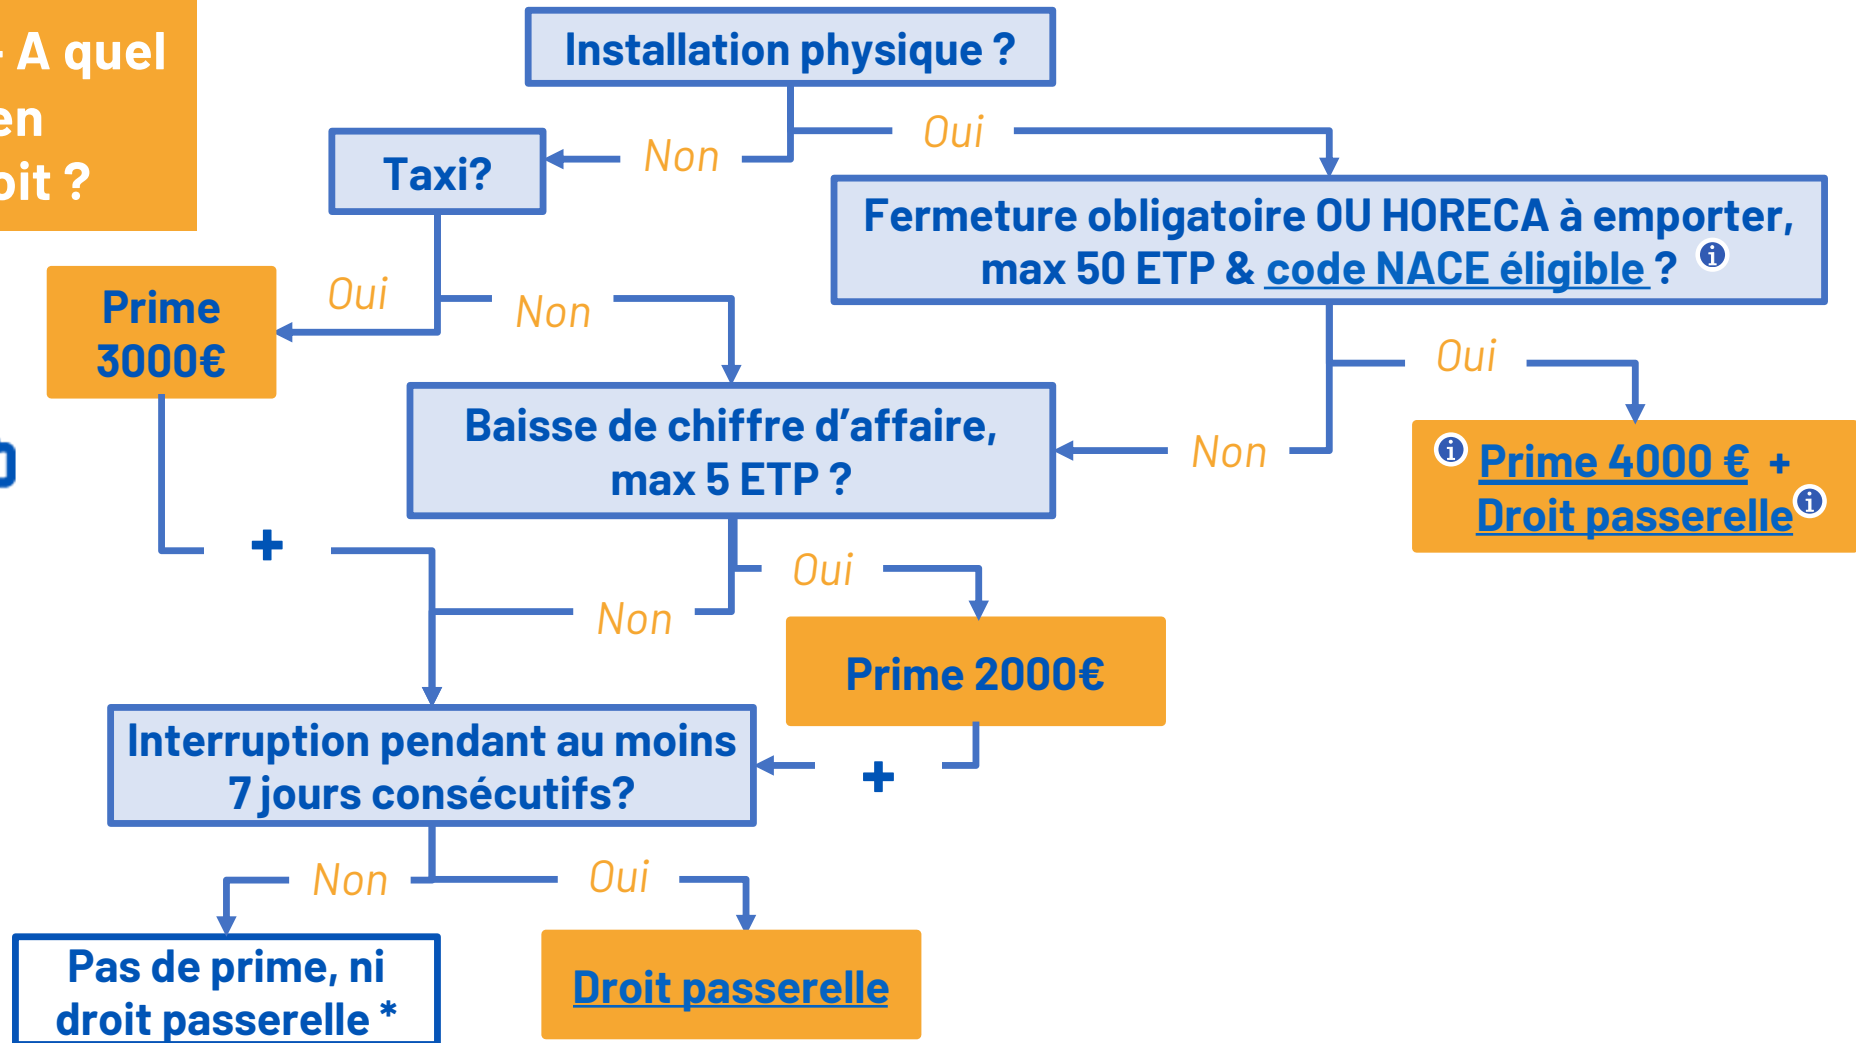 - A quel
en
oit ?
Installation physique ?
Non
Oui
Taxi?
Fermeture obligatoire OU HORECA à emporter,
max 50 ETP & code NACE éligible ?
Oui
Non
Prime
3000€
Baisse de chiffre d’affaire,
max 5 ETP ?
Non
Oui
Prime 4000 € +
Droit passerelle
+
Non
Oui
Prime 2000€
+
Interruption pendant au moins
7 jours consécutifs?
Non
Oui
Pas de prime, ni
droit passerelle *
Droit passerelle